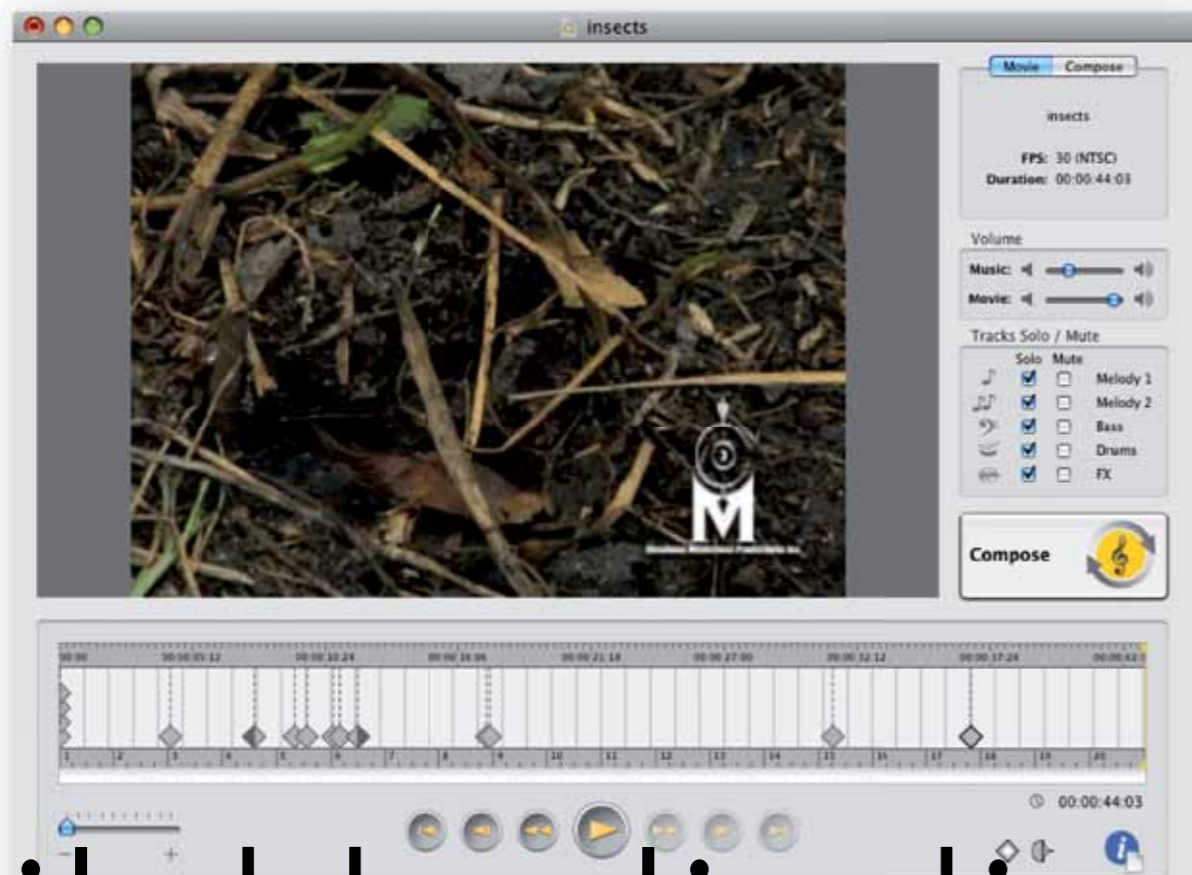 insects
Movie Compose
insects
FPS: 30 (NTSC)
Duration: 00:00:44:03
Volume
Music:
Movie:
Tracks Solo / Mute
Solo Mute
Melody 1
Melody 2
Bass
Drums
FX
M
Compose
00:00:05:12 00:00:10:24 00:00:16:06 00:00:21:18 00:00:27:00 00:00:32:12 00:00:37:24
1 2 3 4 5 6 7 8 9 10 11 12 13 14 15 16 17 18 19 20
00:00:44:03
- +
i